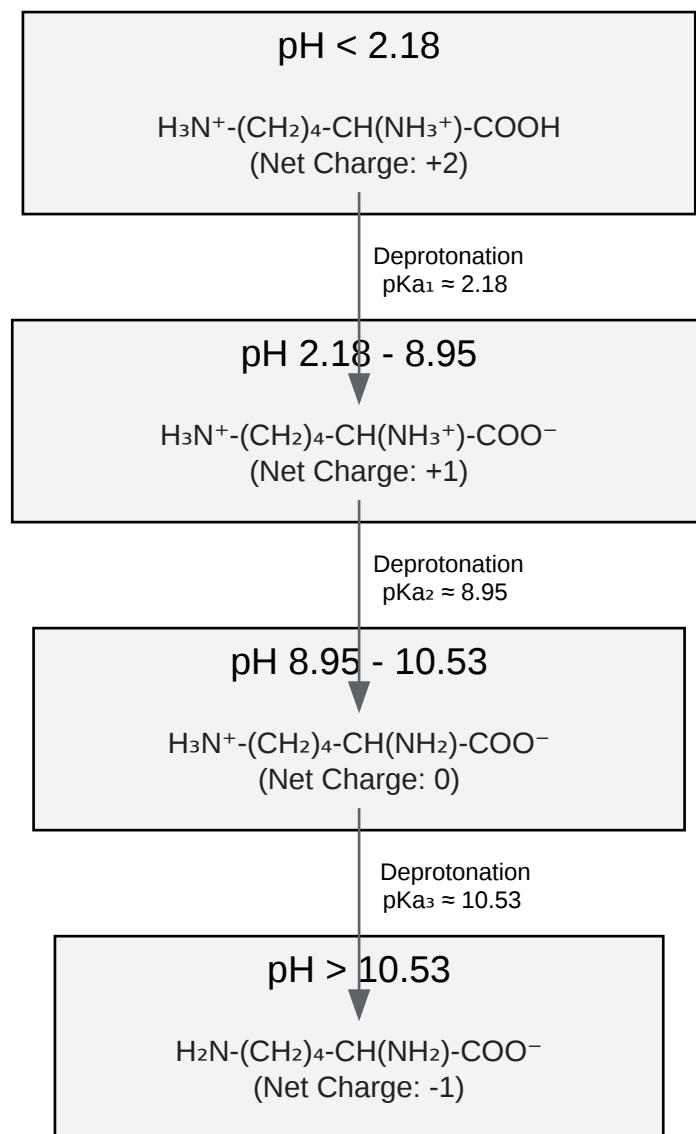 pH < 2.18
H₃N⁺-(CH₂)₄-CH(NH₃⁺)-COOH
(Net Charge: +2)
Deprotonation
pKa₁ ≈ 2.18
pH 2.18 - 8.95
H₃N⁺-(CH₂)₄-CH(NH₃⁺)-COO⁻
(Net Charge: +1)
Deprotonation
pKa₂ ≈ 8.95
pH 8.95 - 10.53
H₃N⁺-(CH₂)₄-CH(NH₂)-COO⁻
(Net Charge: 0)
Deprotonation
pKa₃ ≈ 10.53
pH > 10.53
H₂N-(CH₂)₄-CH(NH₂)-COO⁻
(Net Charge: -1)